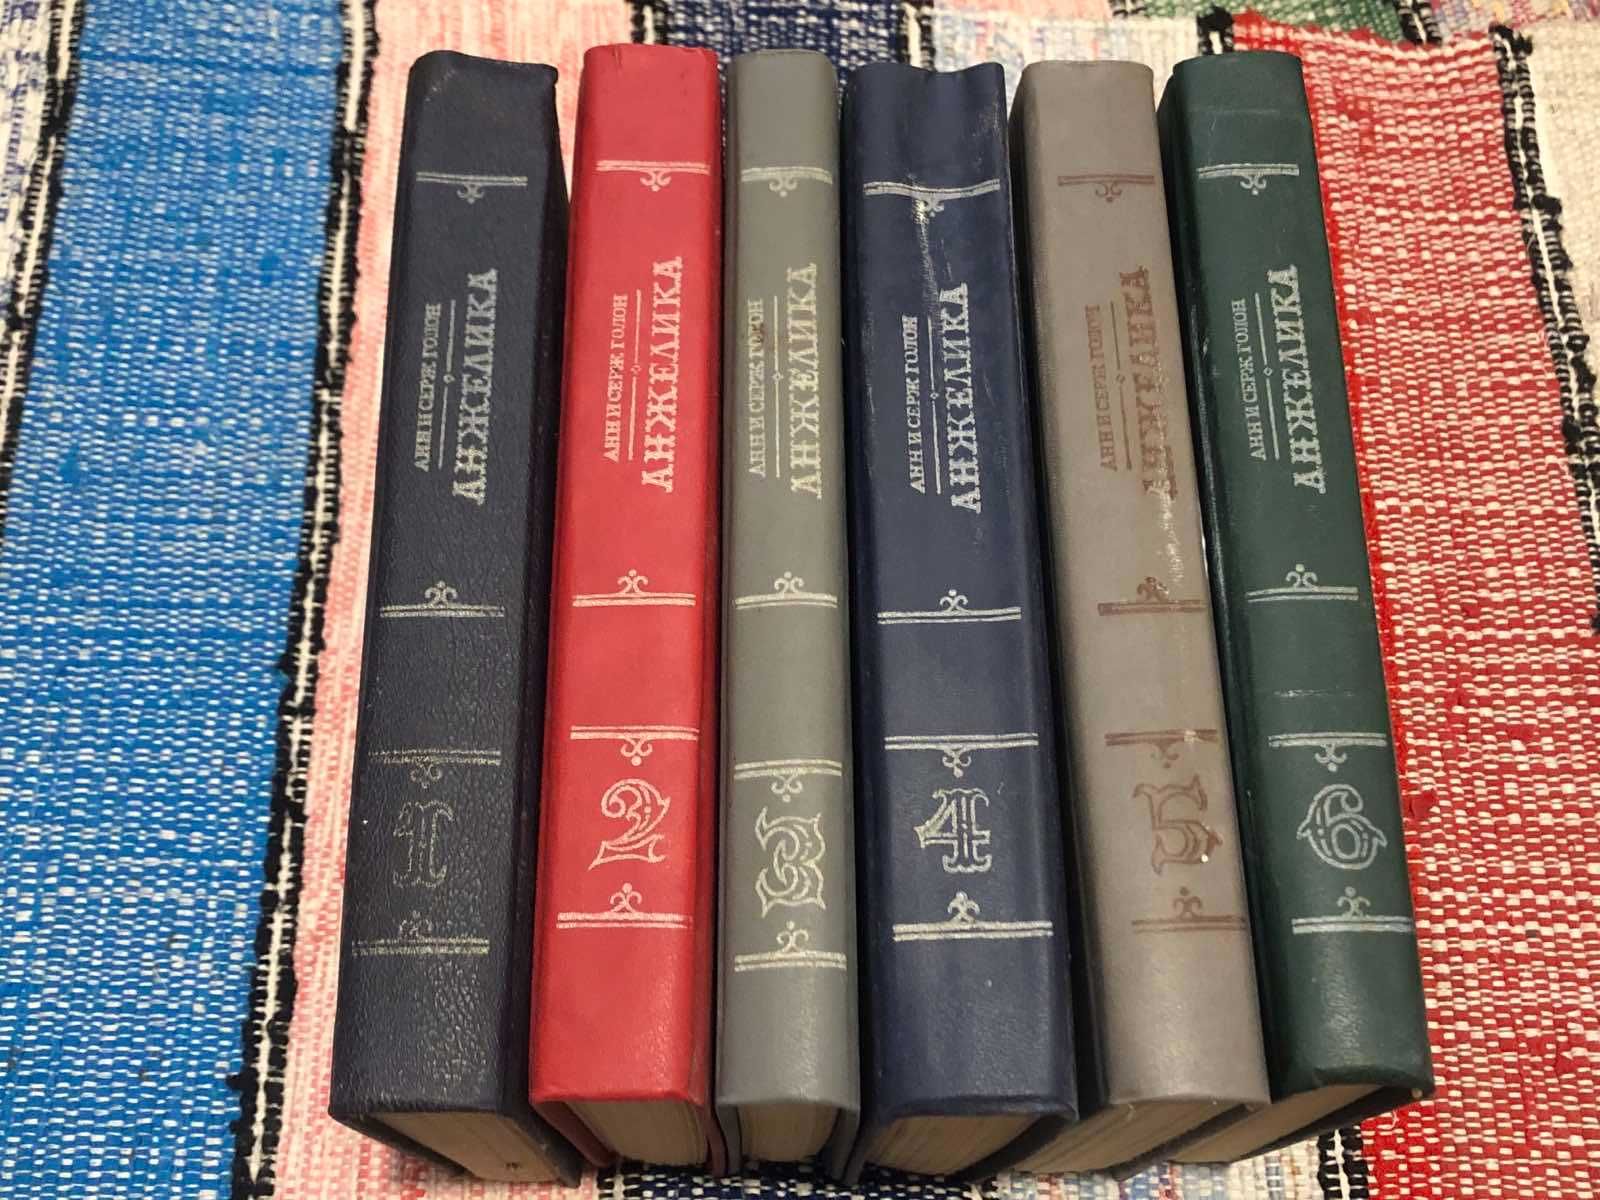 АНН И СЕРЖ ГОЛОН
АНЖЕЛИКА
1
АНН И СЕРЖ ГОЛОН
АНЖЕЛИКА
2
АНН И СЕРЖ ГОЛОН
АНЖЕЛИКА
3
АНН И СЕРЖ ГОЛОН
АНЖЕЛИКА
4
АНН И СЕРЖ ГОЛОН
АНЖЕЛИКА
5
АНН И СЕРЖ ГОЛОН
АНЖЕЛИКА
6